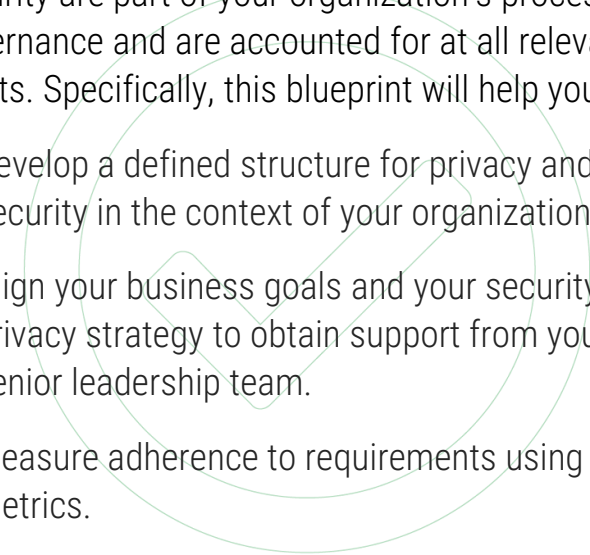 urity are part of your organization's proces
ernance and are accounted for at all releva
ts. Specifically, this blueprint will help you
evelop a defined structure for privacy and
ecurity in the context of your organization
ign your business goals and your security
rivacy strategy to obtain support from you
enior leadership team.
easure adherence to requirements using
etrics.